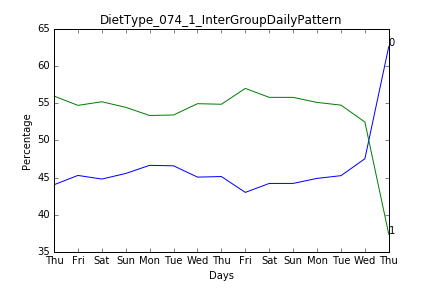 DietType_074_1_InterGroupDailyPattern
65
60
55
50
45
40
35
Percentage
0
1
Thu Fri Sat Sun Mon Tue Wed Thu Fri Sat Sun Mon Tue Wed Thu
Days